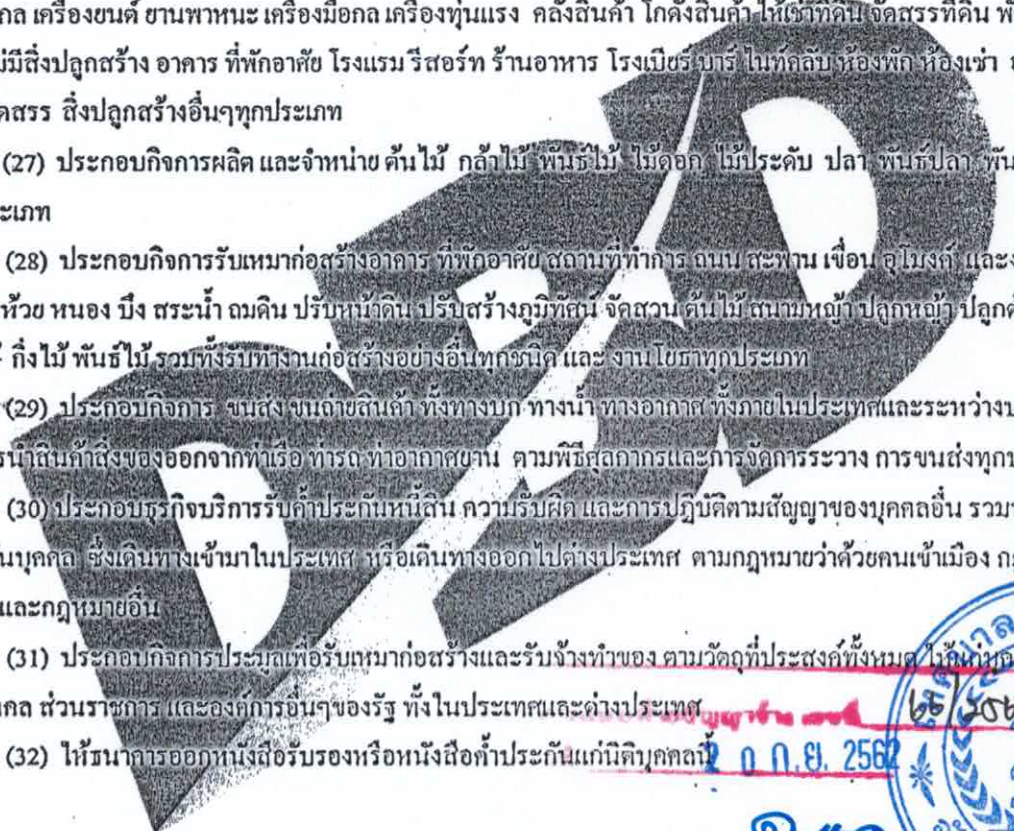 กล เครื่องยนต์ ยานพาหนะ เครื่องมือกล เครื่องทุ่นแรง คลังสินค้า โกดังสินค้า ให้เช่าที่ดิน จัดสรรที่ดิน
มีสิ่งปลูกสร้าง อาคาร ที่พักอาศัย โรงแรม รีสอร์ท ร้านอาหาร โรงเบียร์ บาร์ ไนท์คลับ ห้องพัก ห้องเช่า
สิ่งปลูกสร้างอื่นๆทุกประเภท
(27) ประกอบกิจการผลิต และจำหน่าย ต้นไม้ กล้าไม้ พันธ์ไม้ ไม้ดอก ไม้ประดับ ปลา พันธ์ปลา
(28) ประกอบกิจการรับเหมาก่อสร้างอาคาร ที่พักอาศัย สถานที่ทำการ ถนน สะพาน เขื่อน อุโมงค์ และ
ห้วย หนอง บึง สระน้ำ ถมดิน ปรับหน้าดิน ปรับสร้างภูมิทัศน์ จัดสวน ต้นไม้ สนามหญ้า ปลูกหญ้า
กิ่งไม้ พันธ์ไม้ รวมทั้งรับทำงานก่อสร้างอย่างอื่นทุกชนิด และ งานโยธาทุกประเภท
(29) ประกอบกิจการ ขนส่ง ขนถ่ายสินค้า ทั้งทางบก ทางน้ำ ทางอากาศ ทั้งภายในประเทศและระหว่าง
นำสินค้าสิ่งของออกจากท่าเรือ ท่ารถ ท่าอากาศยาน ตามพิธีศุลกากรและการจัดการระวาง การขนส่งทุก
(30) ประกอบธุรกิจบริการรับค้ำประกันหนี้สิน ความรับผิด และการปฏิบัติตามสัญญาของบุคคลอื่น
บุคคล ซึ่งเดินทางเข้ามาในประเทศ หรือเดินทางออกไปต่างประเทศ ตามกฎหมายว่าด้วยคนเข้าเมือง
และกฎหมายอื่น
(31) ประกอบกิจการประมูลเพื่อรับเหมาก่อสร้างและรับจ้างทำของ ตามวัตถุที่ประสงค์ทั้งหมด
ส่วนราชการ และองค์การอื่นๆของรัฐ ทั้งในประเทศและต่างประเทศ
(32) ให้ธนาคารออกหนังสือรับรองหรือหนังสือค้ำประกันแก่นิติบุคคลนี้
20 ก.ย. 2562